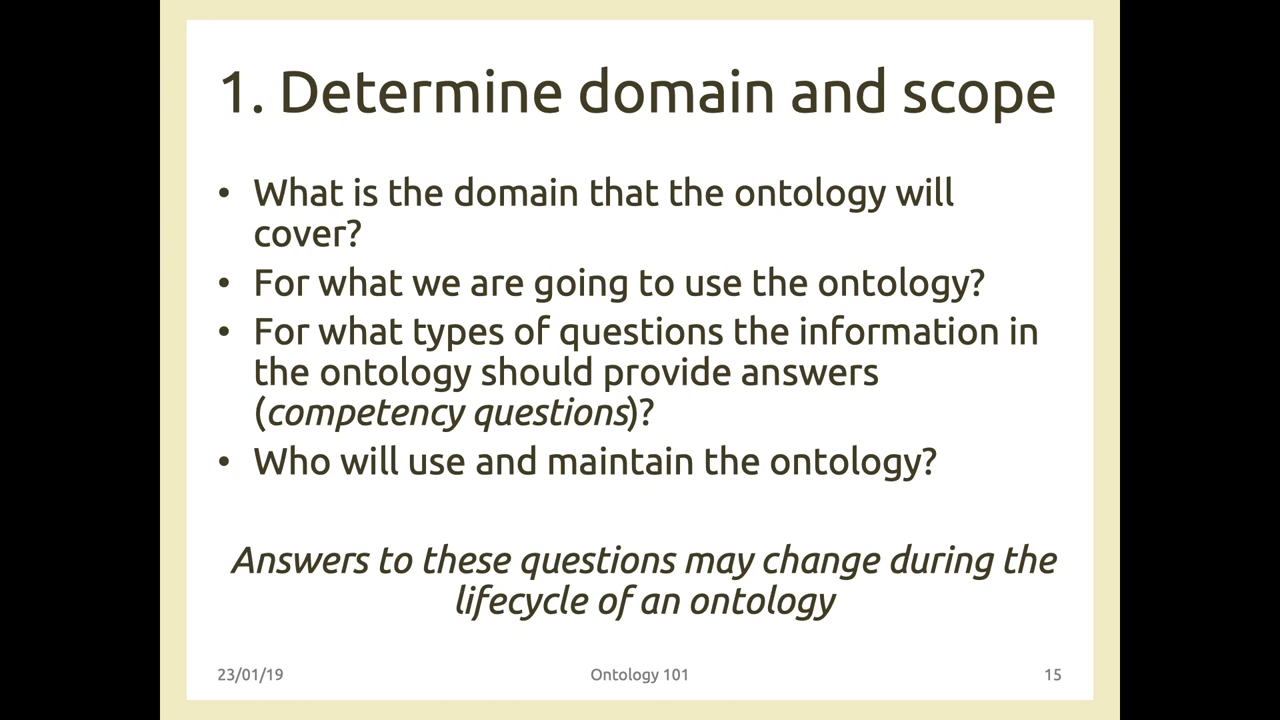 1. Determine domain and scope
• What is the domain that the ontology will
cover?
• For what we are going to use the ontology?
• For what types of questions the information in
the ontology should provide answers
(competency questions)?
• Who will use and maintain the ontology?
Answers to these questions may change during the
lifecycle of an ontology
23/01/19
Ontology 101
15